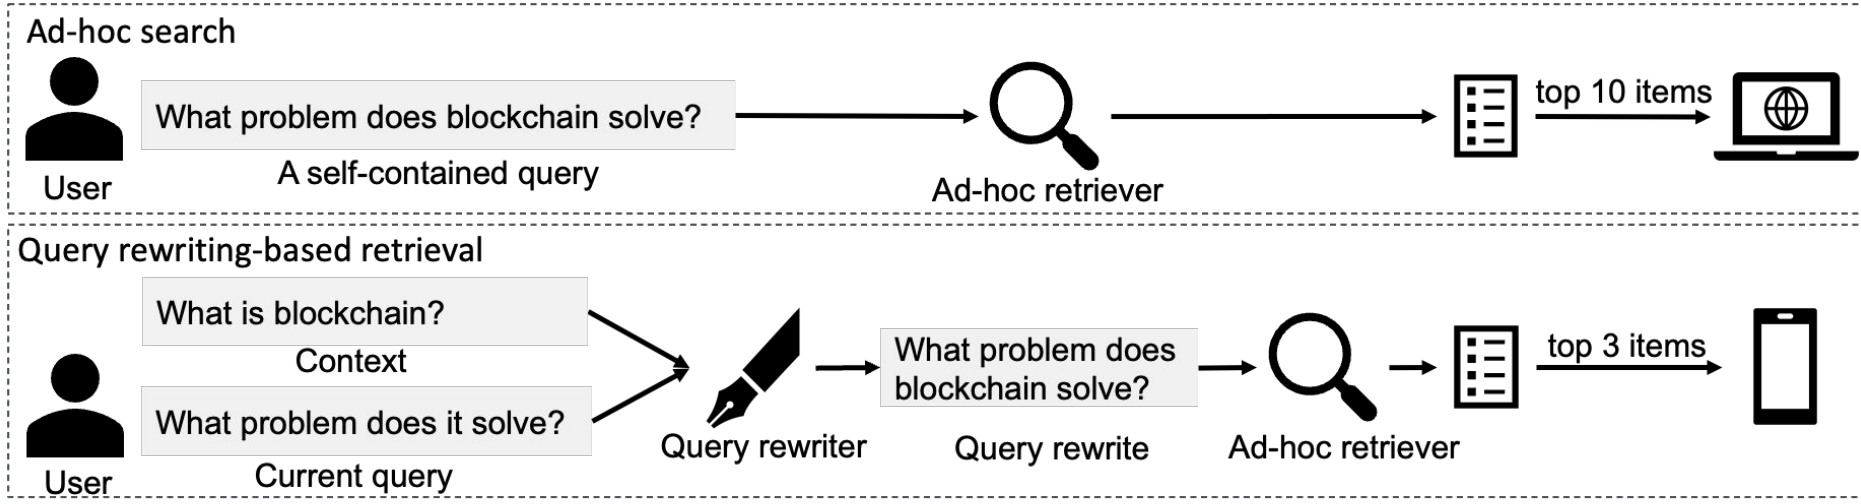 Ad-hoc search
What problem does blockchain solve?
A self-contained query
User
Ad-hoc retriever
top 10 items
Query rewriting-based retrieval
What is blockchain?
Context
What problem does it solve?
Current query
User
Query rewriter
What problem does
blockchain solve?
Query rewrite
Ad-hoc retriever
top 3 items